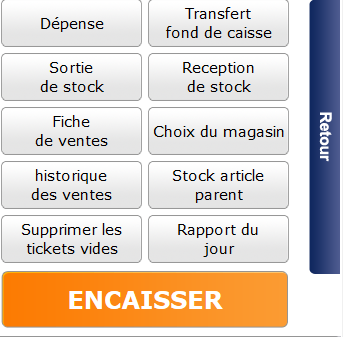 Dépense
Transfert
fond de caisse
Sortie
de stock
Reception
de stock
Fiche
de ventes
Choix du magasin
historique
des ventes
Stock article
parent
Supprimer les
tickets vides
Rapport du
jour
ENCAISSER
Retour